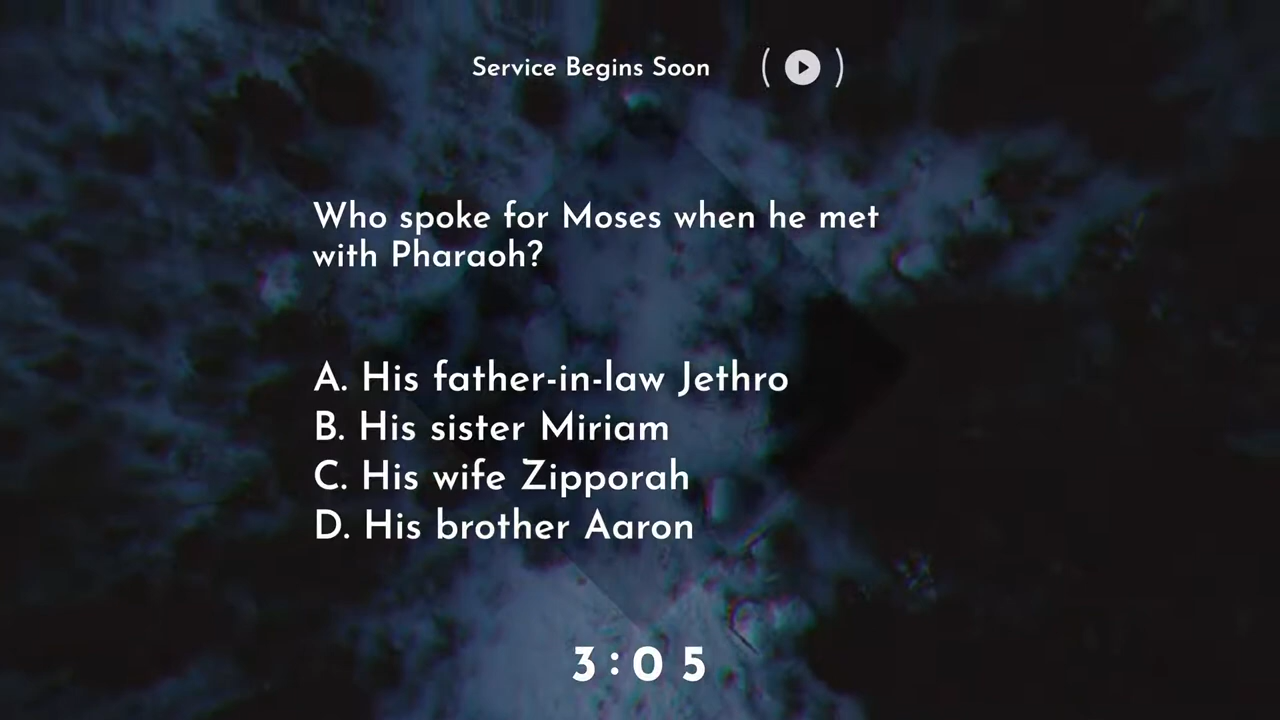 Service Begins Soon
Who spoke for Moses when he met
with Pharaoh?
A. His father-in-law Jethro
B. His sister Miriam
C. His wife Zipporah
D. His brother Aaron
3:05